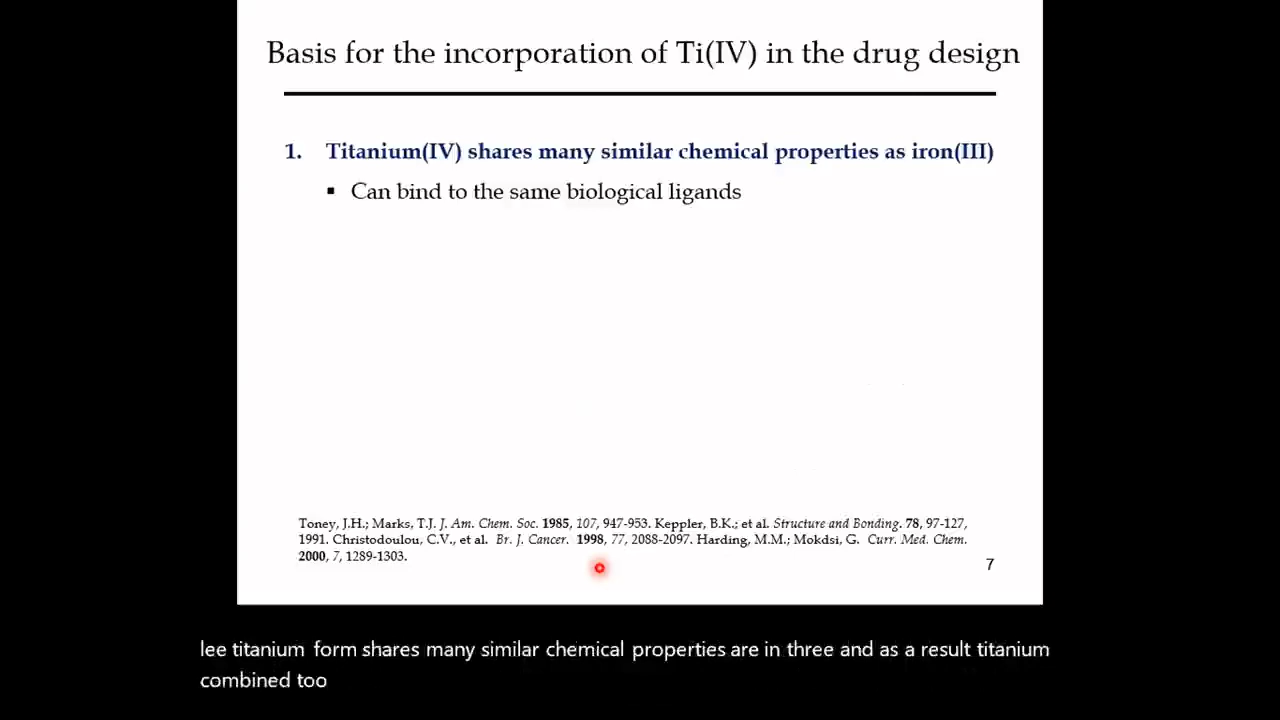 Basis for the incorporation of Ti(IV) in the drug design
1. Titanium(IV) shares many similar chemical properties as iron(III)
▪ Can bind to the same biological ligands
Toney, J.H.; Marks, T.J. J. Am. Chem. Soc. 1985, 107, 947-953. Keppler, B.K.; et al. Structure and Bonding. 78, 97-127,
1991. Christodoulou, C.V., et al. Br. J. Cancer. 1998, 77, 2088-2097. Harding, M.M.; Mokdsi, G. Curr. Med. Chem.
2000, 7, 1289-1303.
7
lee titanium form shares many similar chemical properties are in three and as a result titanium
combined too